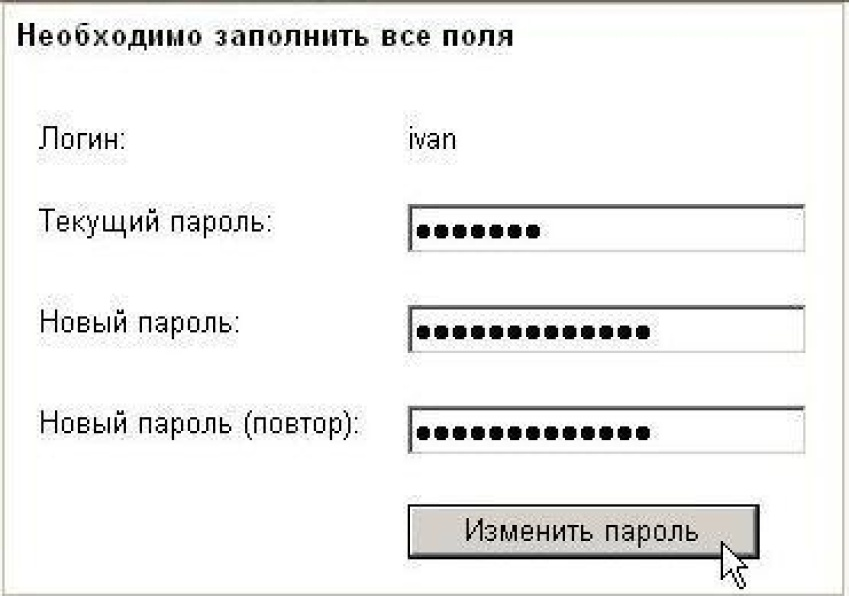 Необходимо заполнить все поля
Логин: ivan
Текущий пароль: ●●●●●●●
Новый пароль: ●●●●●●●●●●●●●
Новый пароль (повтор): ●●●●●●●●●●●●●
Изменить пароль